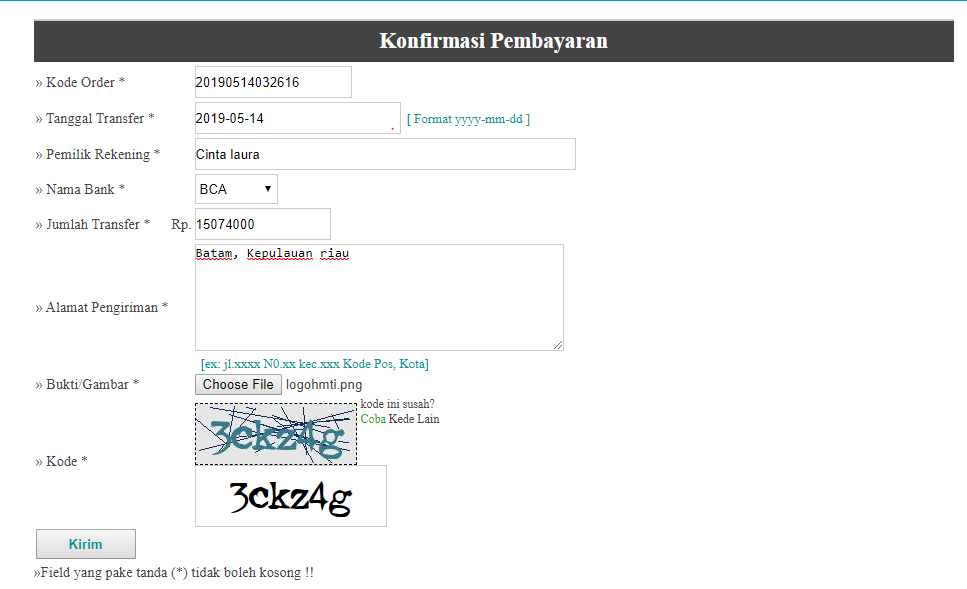 Konfirmasi Pembayaran
» Kode Order * 20190514032616
» Tanggal Transfer * 2019-05-14 [ Format yyyy-mm-dd ]
» Pemilik Rekening * Cinta laura
» Nama Bank * BCA
» Jumlah Transfer * Rp. 15074000
Batam, Kepulauan riau
» Alamat Pengiriman *
[ex: jl.xxxx N0.xx kec.xxx Kode Pos, Kota]
» Bukti/Gambar * Choose File logohmti.png
kode ini susah?
Coba Kede Lain
3ckz4g
» Kode *
3ckz4g
Kirim
»Field yang pake tanda (*) tidak boleh kosong !!